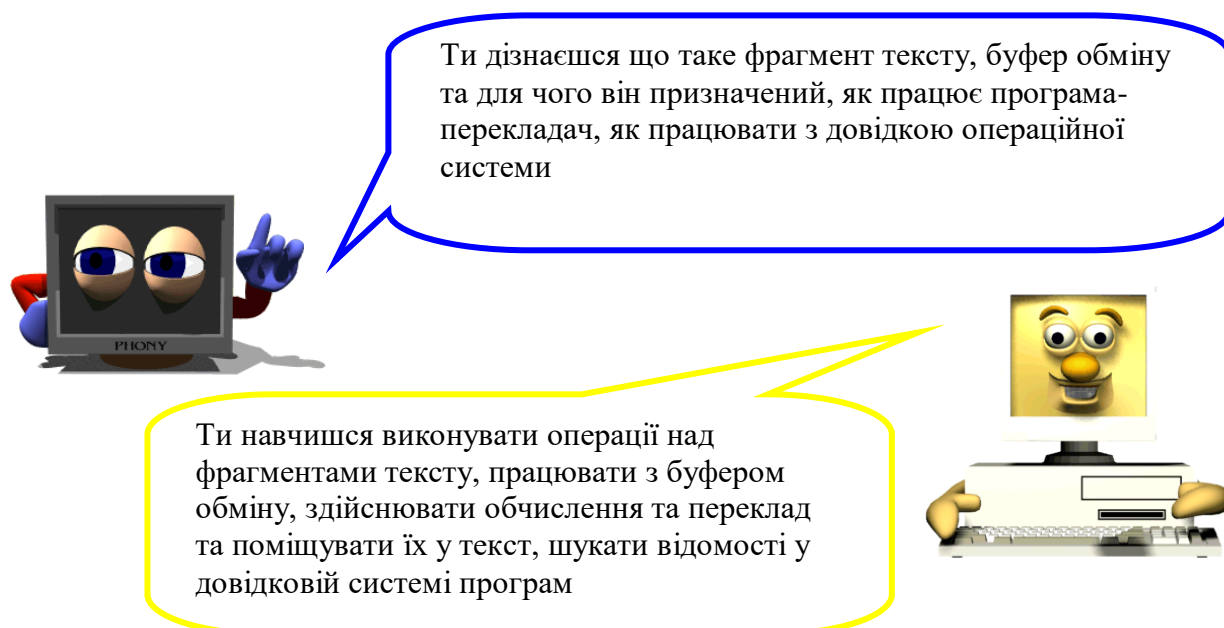 Ти дізнаєшся що таке фрагмент тексту, буфер обміну
та для чого він призначений, як працює програма-
перекладач, як працювати з довідкою операційної
системи
PHONY
Ти навчишся виконувати операції над
фрагментами тексту, працювати з буфером
обміну, здійснювати обчислення та переклад
та поміщувати їх у текст, шукати відомості у
довідковій системі програм